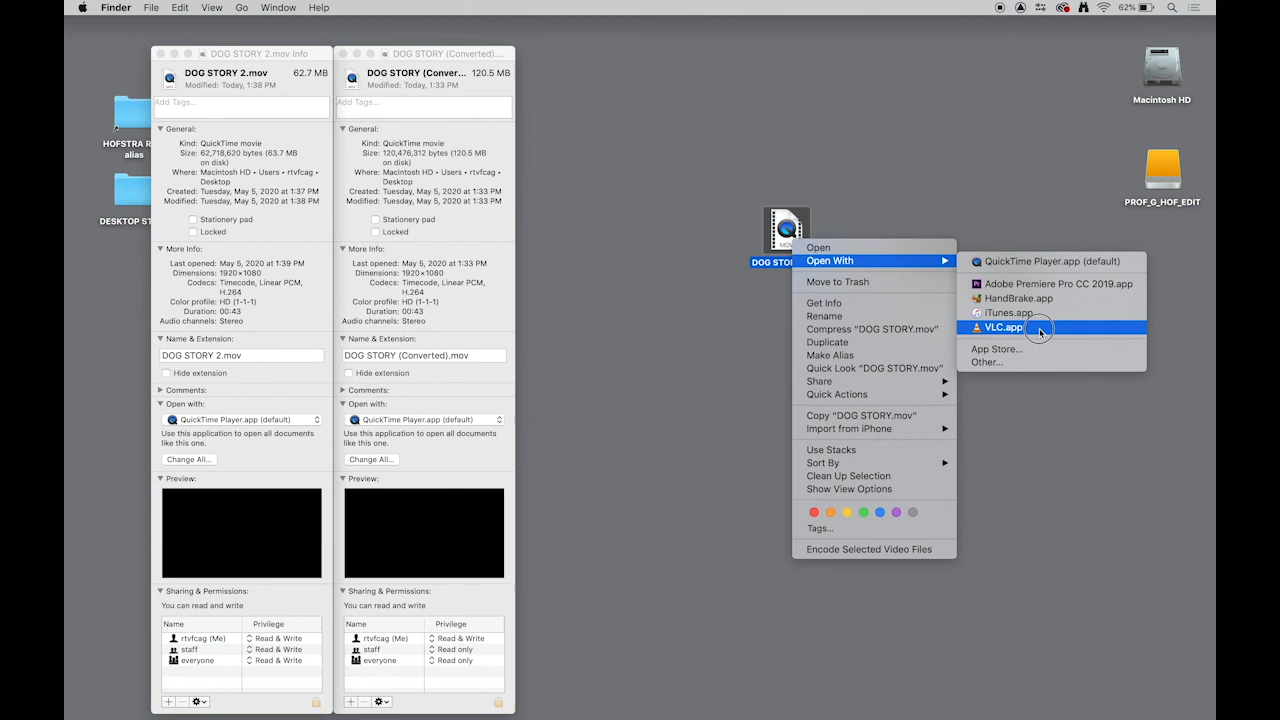 Finder File Edit View Go Window Help
62%
DOG STORY 2.mov Info
DOG STORY 2.mov 62.7 MB
Modified: Today, 1:38 PM
Add Tags...
General:
Kind: QuickTime movie
Size: 62,718,620 bytes (63.7 MB
on disk)
Where: Macintosh HD • Users • rtvfcag •
Desktop
Created: Tuesday, May 5, 2020 at 1:37 PM
Modified: Tuesday, May 5, 2020 at 1:38 PM
Stationery pad
Locked
More Info:
Last opened: May 5, 2020 at 1:39 PM
Dimensions: 1920×1080
Codecs: Timecode, Linear PCM,
H.264
Color profile: HD (1-1-1)
Duration: 00:43
Audio channels: Stereo
Name & Extension:
DOG STORY 2.mov
Hide extension
Comments:
Open with:
QuickTime Player.app (default)
Use this application to open all documents
like this one.
Change All...
Preview:
Sharing & Permissions:
You can read and write
Name Privilege
rtvfcag (Me) Read & Write
staff Read & Write
everyone Read & Write
DOG STORY (Converted)....
DOG STORY (Conver... 120.5 MB
Modified: Today, 1:33 PM
Add Tags...
General:
Kind: QuickTime movie
Size: 120,476,312 bytes (120.5 MB
on disk)
Where: Macintosh HD • Users • rtvfcag •
Desktop
Created: Tuesday, May 5, 2020 at 1:33 PM
Modified: Tuesday, May 5, 2020 at 1:33 PM
Stationery pad
Locked
More Info:
Last opened: May 5, 2020 at 1:33 PM
Dimensions: 1920×1080
Codecs: Timecode, Linear PCM,
H.264
Color profile: HD (1-1-1)
Duration: 00:43
Audio channels: Stereo
Name & Extension:
DOG STORY (Converted).mov
Hide extension
Comments:
Open with:
QuickTime Player.app (default)
Use this application to open all documents
like this one.
Change All...
Preview:
Sharing & Permissions:
You can read and write
Name Privilege
rtvfcag (Me) Read & Write
staff Read only
everyone Read only
HOFSTRA R
alias
DESKTOP ST
MOV
DOG STO
Open
Open With
Move to Trash
Get Info
Rename
Compress “DOG STORY.mov”
Duplicate
Make Alias
Quick Look “DOG STORY.mov”
Share
Quick Actions
Copy “DOG STORY.mov”
Import from iPhone
Use Stacks
Sort By
Clean Up Selection
Show View Options
Tags...
Encode Selected Video Files
QuickTime Player.app (default)
Adobe Premiere Pro CC 2019.app
HandBrake.app
iTunes.app
VLC.app
App Store...
Other...
Macintosh HD
PROF_G_HOF_EDIT